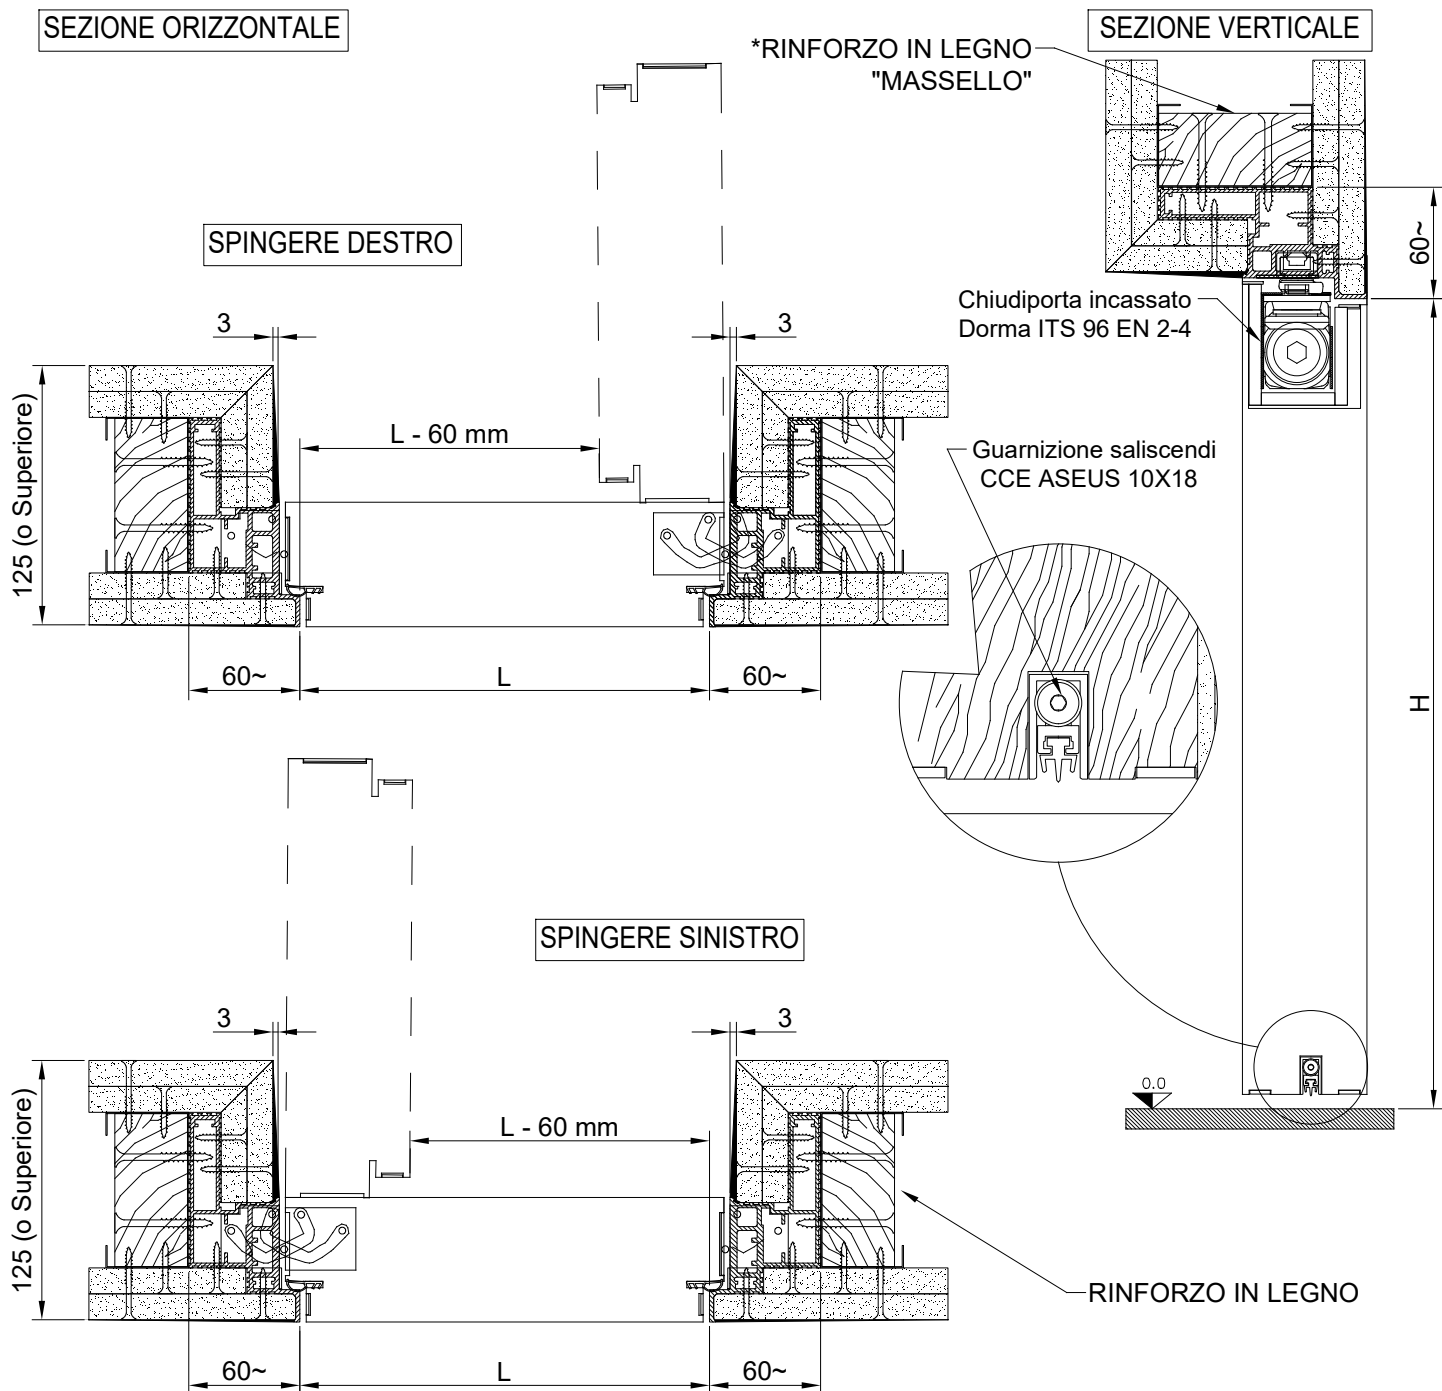 SEZIONE ORIZZONTALE
SEZIONE VERTICALE
*RINFORZO IN LEGNO
"MASSELLO"
SPINGERE DESTRO
60~
Chiudiporta incassato
Dorma ITS 96 EN 2-4
3
3
125 (o Superiore)
L - 60 mm
Guarnizione saliscendi
CCE ASEUS 10X18
60~
L
60~
H
SPINGERE SINISTRO
3
3
0.0
125 (o Superiore)
L - 60 mm
RINFORZO IN LEGNO
60~
L
60~